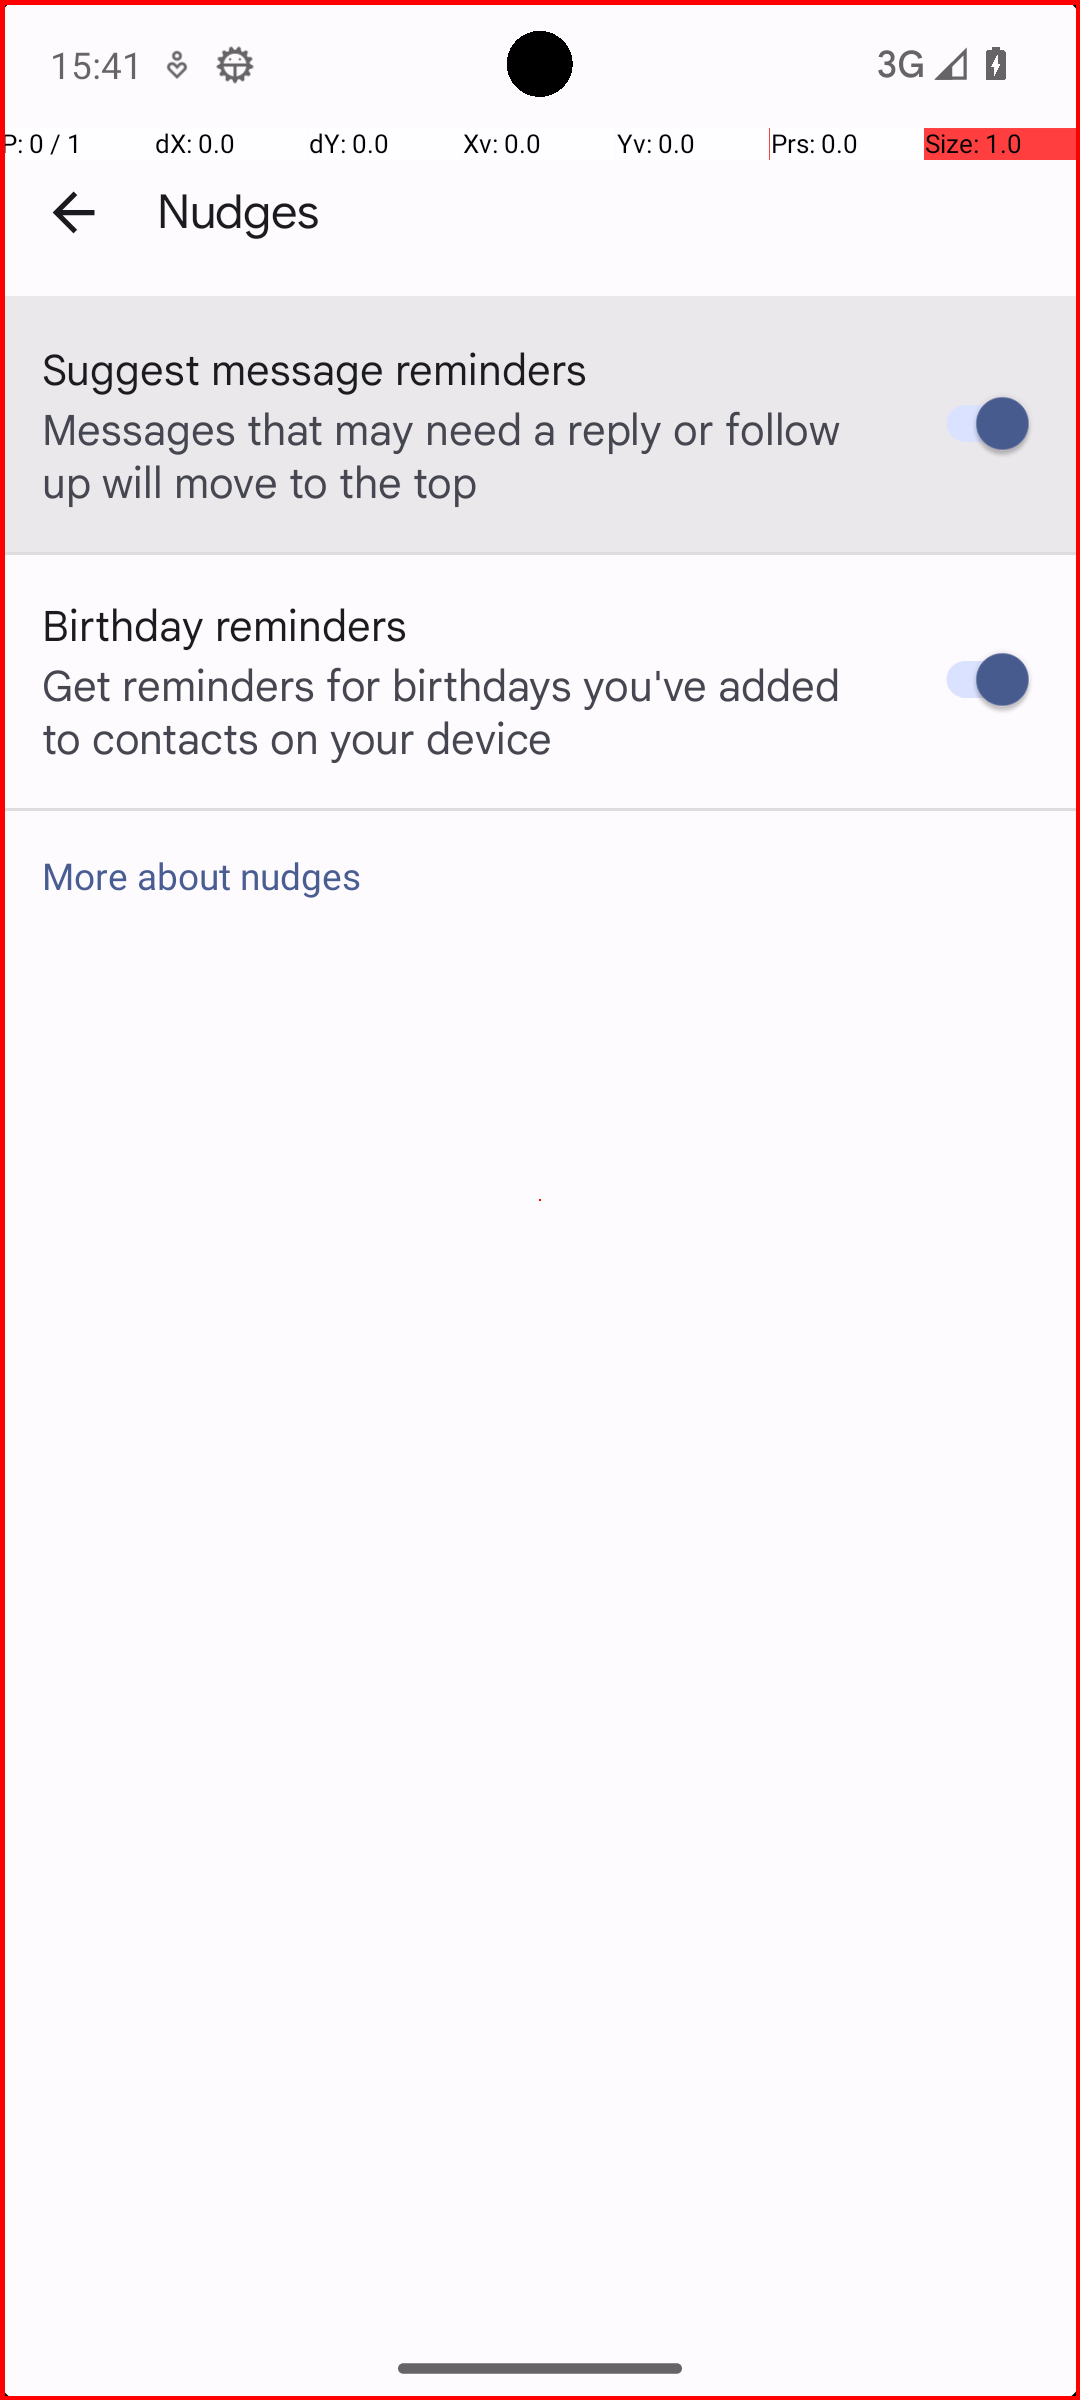 15:41
3G
P: 0 / 1 dX: 0.0 dY: 0.0 Xv: 0.0 Yv: 0.0 Prs: 0.0 Size: 1.0
Nudges
Suggest message reminders
Messages that may need a reply or follow
up will move to the top
Birthday reminders
Get reminders for birthdays you've added
to contacts on your device
More about nudges